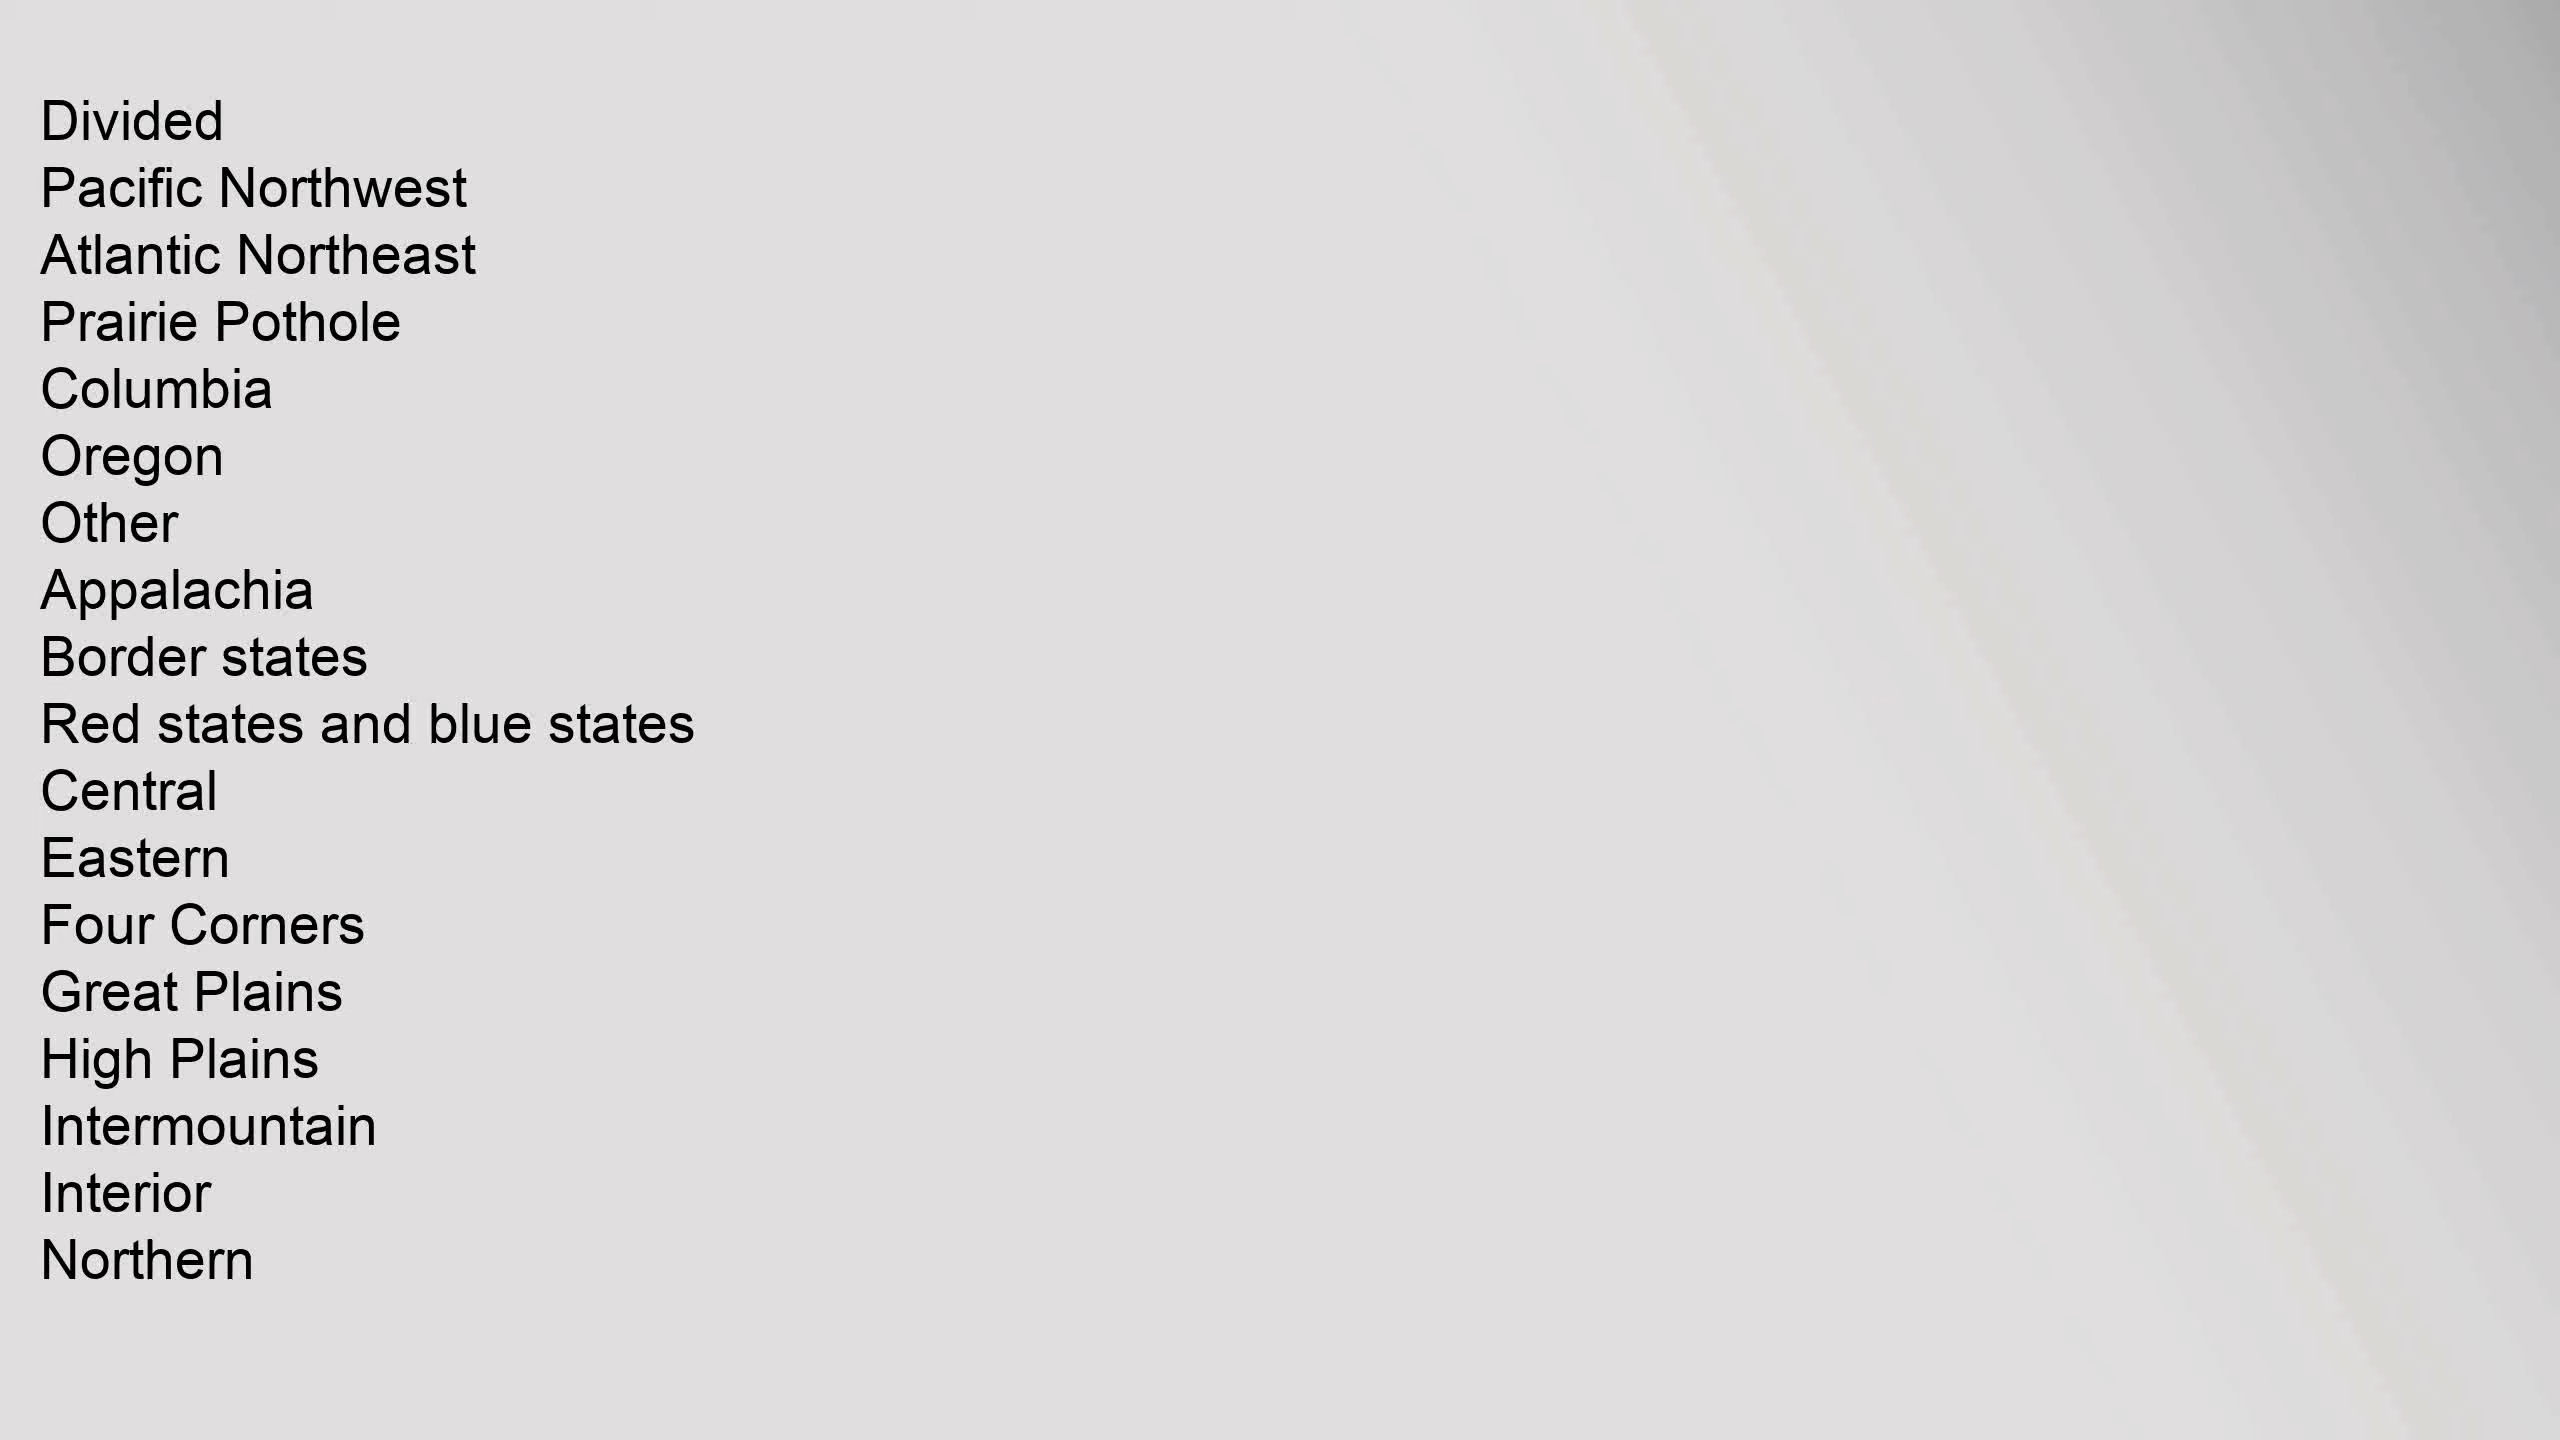 Divided
Pacific Northwest
Atlantic Northeast
Prairie Pothole
Columbia
Oregon
Other
Appalachia
Border states
Red states and blue states
Central
Eastern
Four Corners
Great Plains
High Plains
Intermountain
Interior
Northern